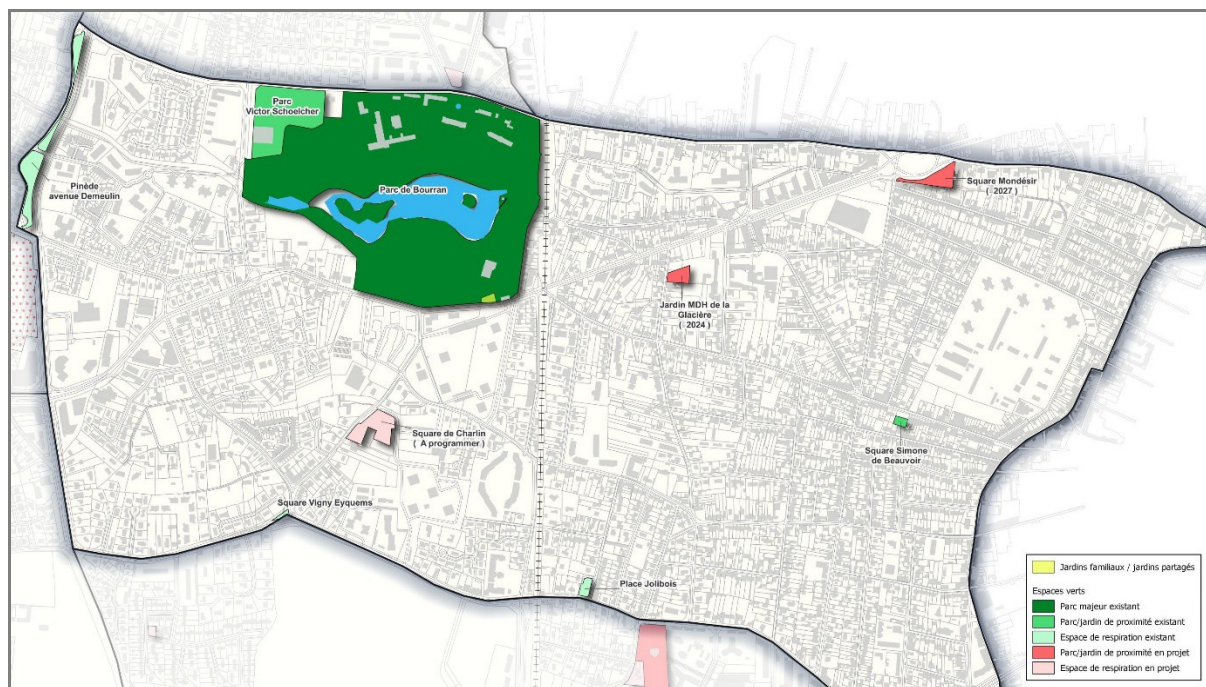 Parc
Victor Schoelcher
Parc de Bourran
Pinède
avenue Demeulin
Square Mondésir
( 2027 )
Jardin MDH de la
Glacière
( 2024 )
Square de Charlin
( A programmer )
Square Simone
de Beauvoir
Square Vigny Eyquems
Place Jolibois
Jardins familiaux / jardins partagés
Espaces verts
Parc majeur existant
Parc/jardin de proximité existant
Espace de respiration existant
Parc/jardin de proximité en projet
Espace de respiration en projet